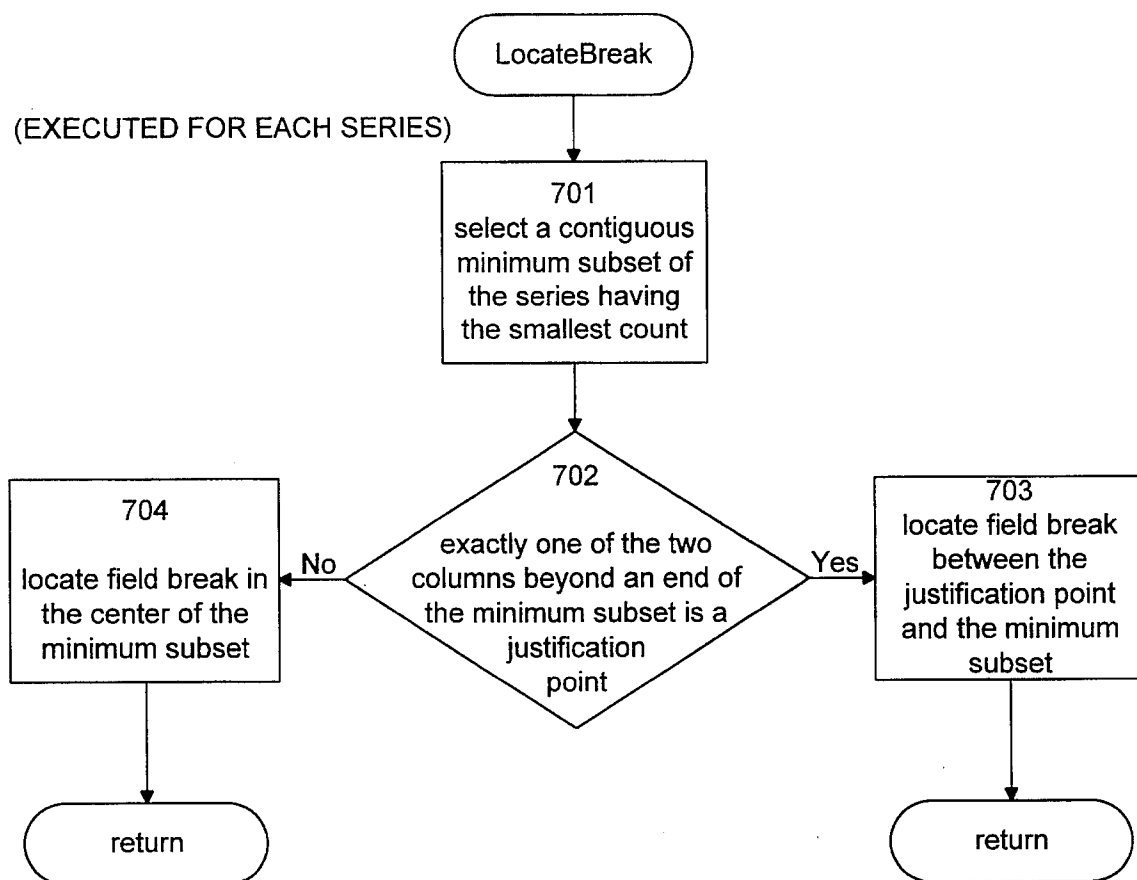 LocateBreak
(EXECUTED FOR EACH SERIES)
701
select a contiguous
minimum subset of
the series having
the smallest count
702
exactly one of the two
columns beyond an end of
the minimum subset is a
justification
point
No
Yes
704
locate field break in
the center of the
minimum subset
703
locate field break
between the
justification point
and the minimum
subset
return
return